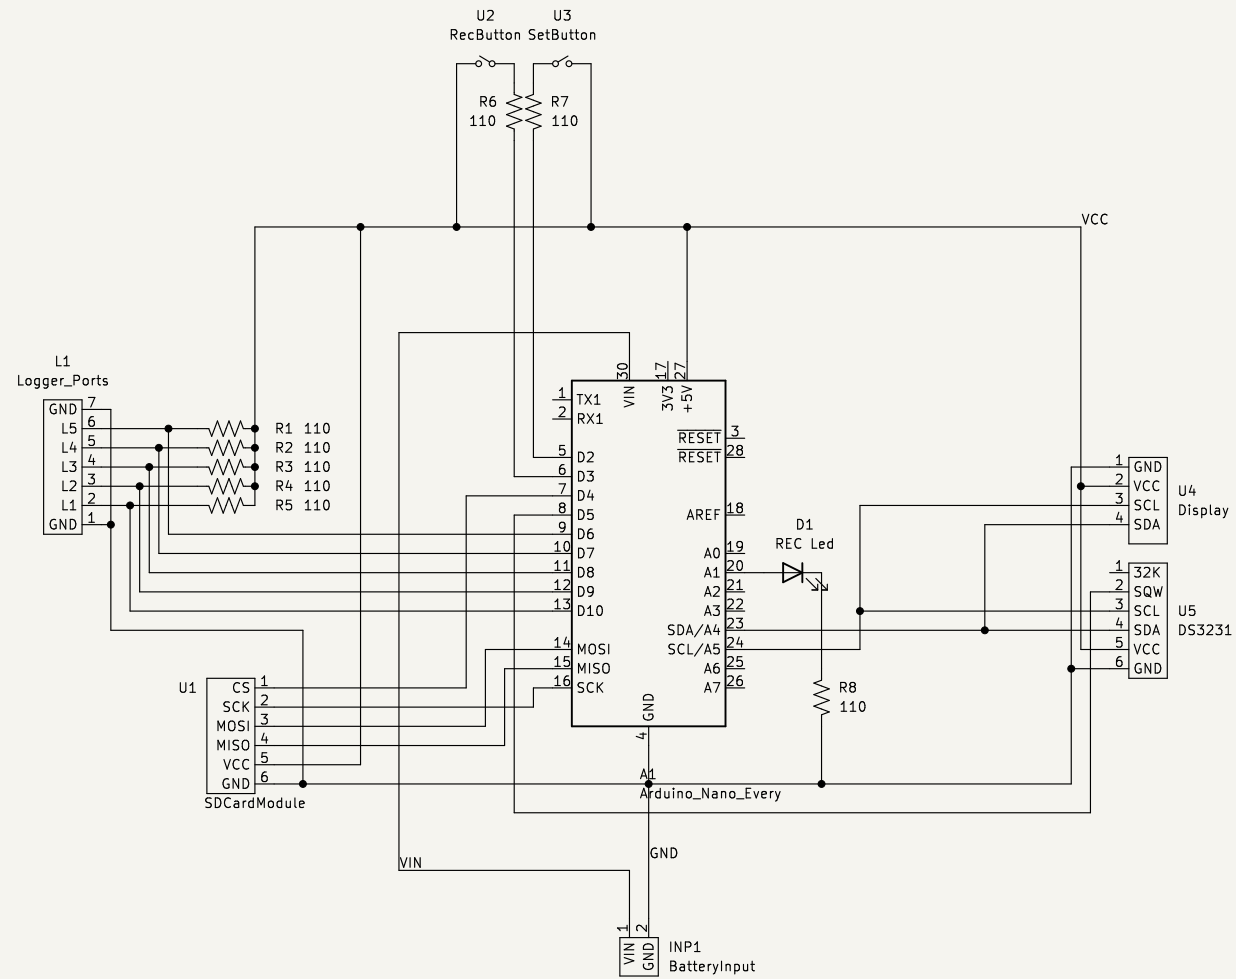 U2 U3
RecButton SetButton
R6 R7
110 110
VCC
L1
Logger_Ports
GND 7
L5 6
L4 5
L3 4
L2 3
L1 2
GND 1
R1 110
R2 110
R3 110
R4 110
R5 110
30 17 27
VIN 3V3 +5V
1 TX1
2 RX1
RESET 3
RESET 28
5 D2
6 D3
7 D4
8 D5
9 D6
10 D7
11 D8
12 D9
13 D10
14 MOSI
15 MISO
16 SCK
AREF 18
A0 19
A1 20
A2 21
A3 22
SDA/A4 23
SCL/A5 24
A6 25
A7 26
GND
4
A1
Arduino_Nano_Every
D1
REC Led
R8
110
1 GND
2 VCC
3 SCL
4 SDA
U4
Display
1 32K
2 SQW
3 SCL
4 SDA
5 VCC
6 GND
U5
DS3231
U1
CS 1
SCK 2
MOSI 3
MISO 4
VCC 5
GND 6
SDCardModule
VIN
GND
1 2
VIN GND
INP1
BatteryInput